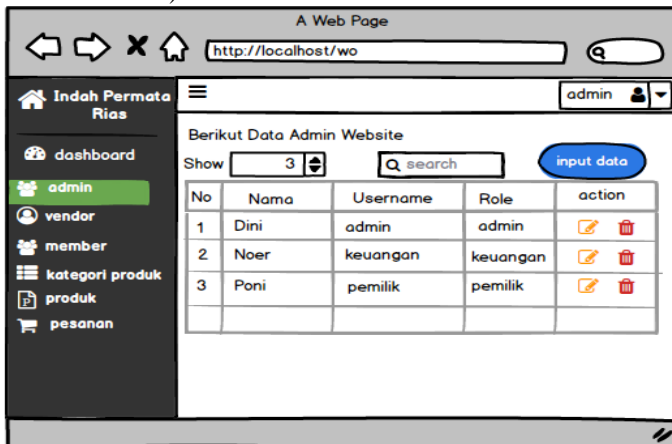 A Web Page
http://localhost/wo
Indah Permata
Rias
admin
dashboard
admin
vendor
member
kategori produk
produk
pesanan
Berikut Data Admin Website
Show 3 search input data
No Nama Username Role action
1 Dini admin admin
2 Noer keuangan keuangan
3 Poni pemilik pemilik